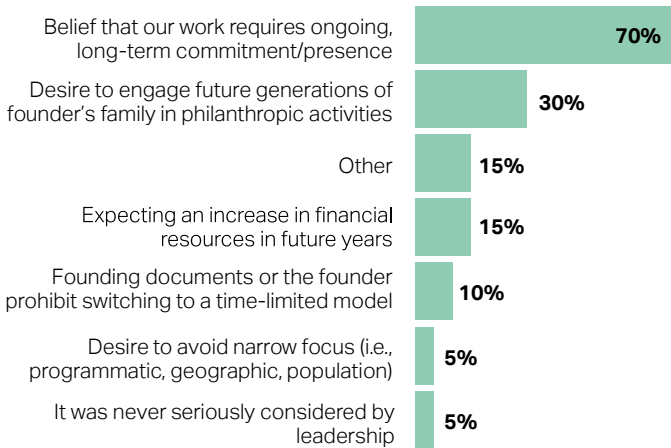 Belief that our work requires ongoing,
long-term commitment/presence
70%
Desire to engage future generations of
founder’s family in philanthropic activities
30%
Other
15%
Expecting an increase in financial
resources in future years
15%
Founding documents or the founder
prohibit switching to a time-limited model
10%
Desire to avoid narrow focus (i.e.,
programmatic, geographic, population)
5%
It was never seriously considered by
leadership
5%